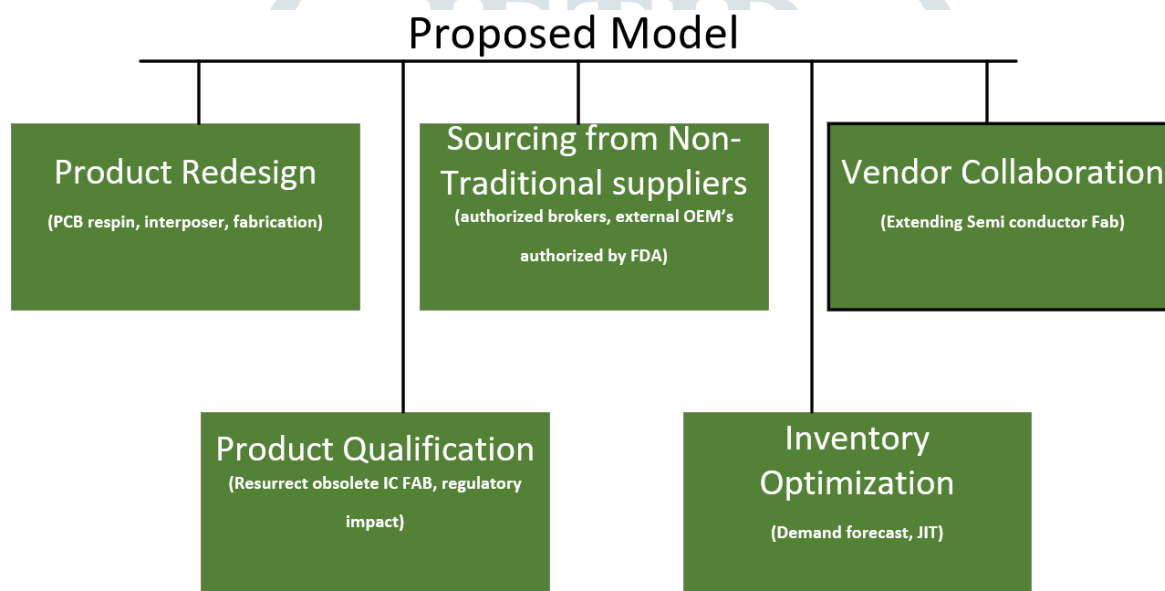 Proposed Model
Product Redesign
(PCB respin, interposer, fabrication)
Sourcing from Non-
Traditional suppliers
(authorized brokers, external OEM’s
authorized by FDA)
Vendor Collaboration
(Extending Semi conductor Fab)
Product Qualification
(Resurrect obsolete IC FAB, regulatory
impact)
Inventory
Optimization
(Demand forecast, JIT)